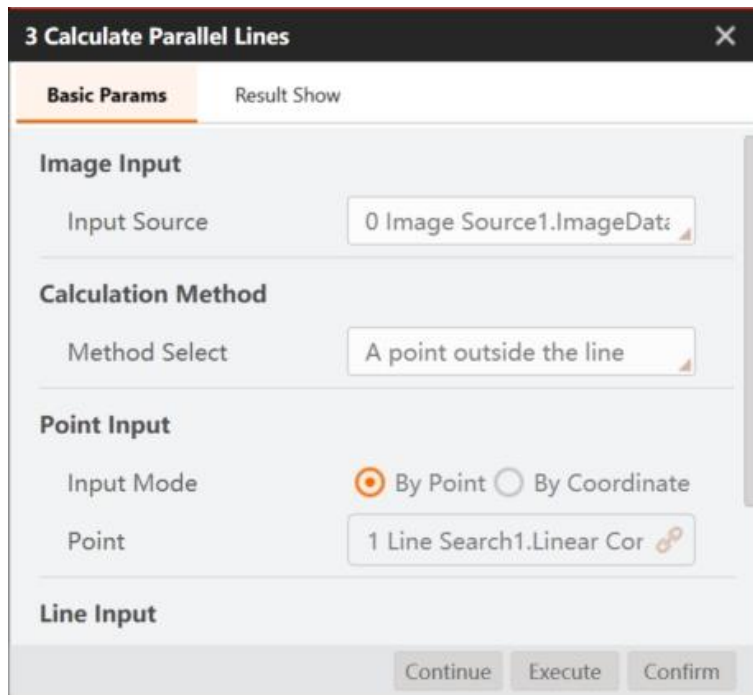 3 Calculate Parallel Lines
Basic Params Result Show
Image Input
Input Source 0 Image Source1.ImageData
Calculation Method
Method Select A point outside the line
Point Input
Input Mode By Point By Coordinate
Point 1 Line Search1.Linear Cor
Line Input
Continue Execute Confirm